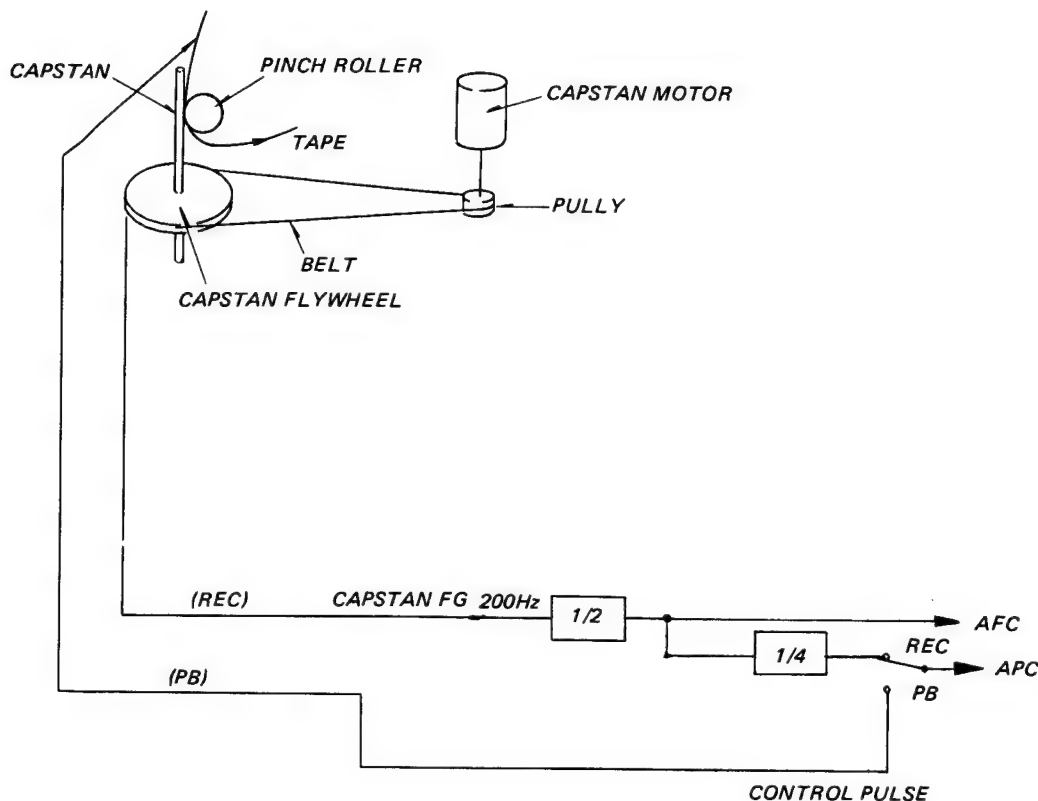 CAPSTAN
PINCH ROLLER
CAPSTAN MOTOR
TAPE
PULLY
BELT
CAPSTAN FLYWHEEL
(REC)
CAPSTAN FG 200Hz
1/2
AFC
1/4
REC
APC
(PB)
PB
CONTROL PULSE